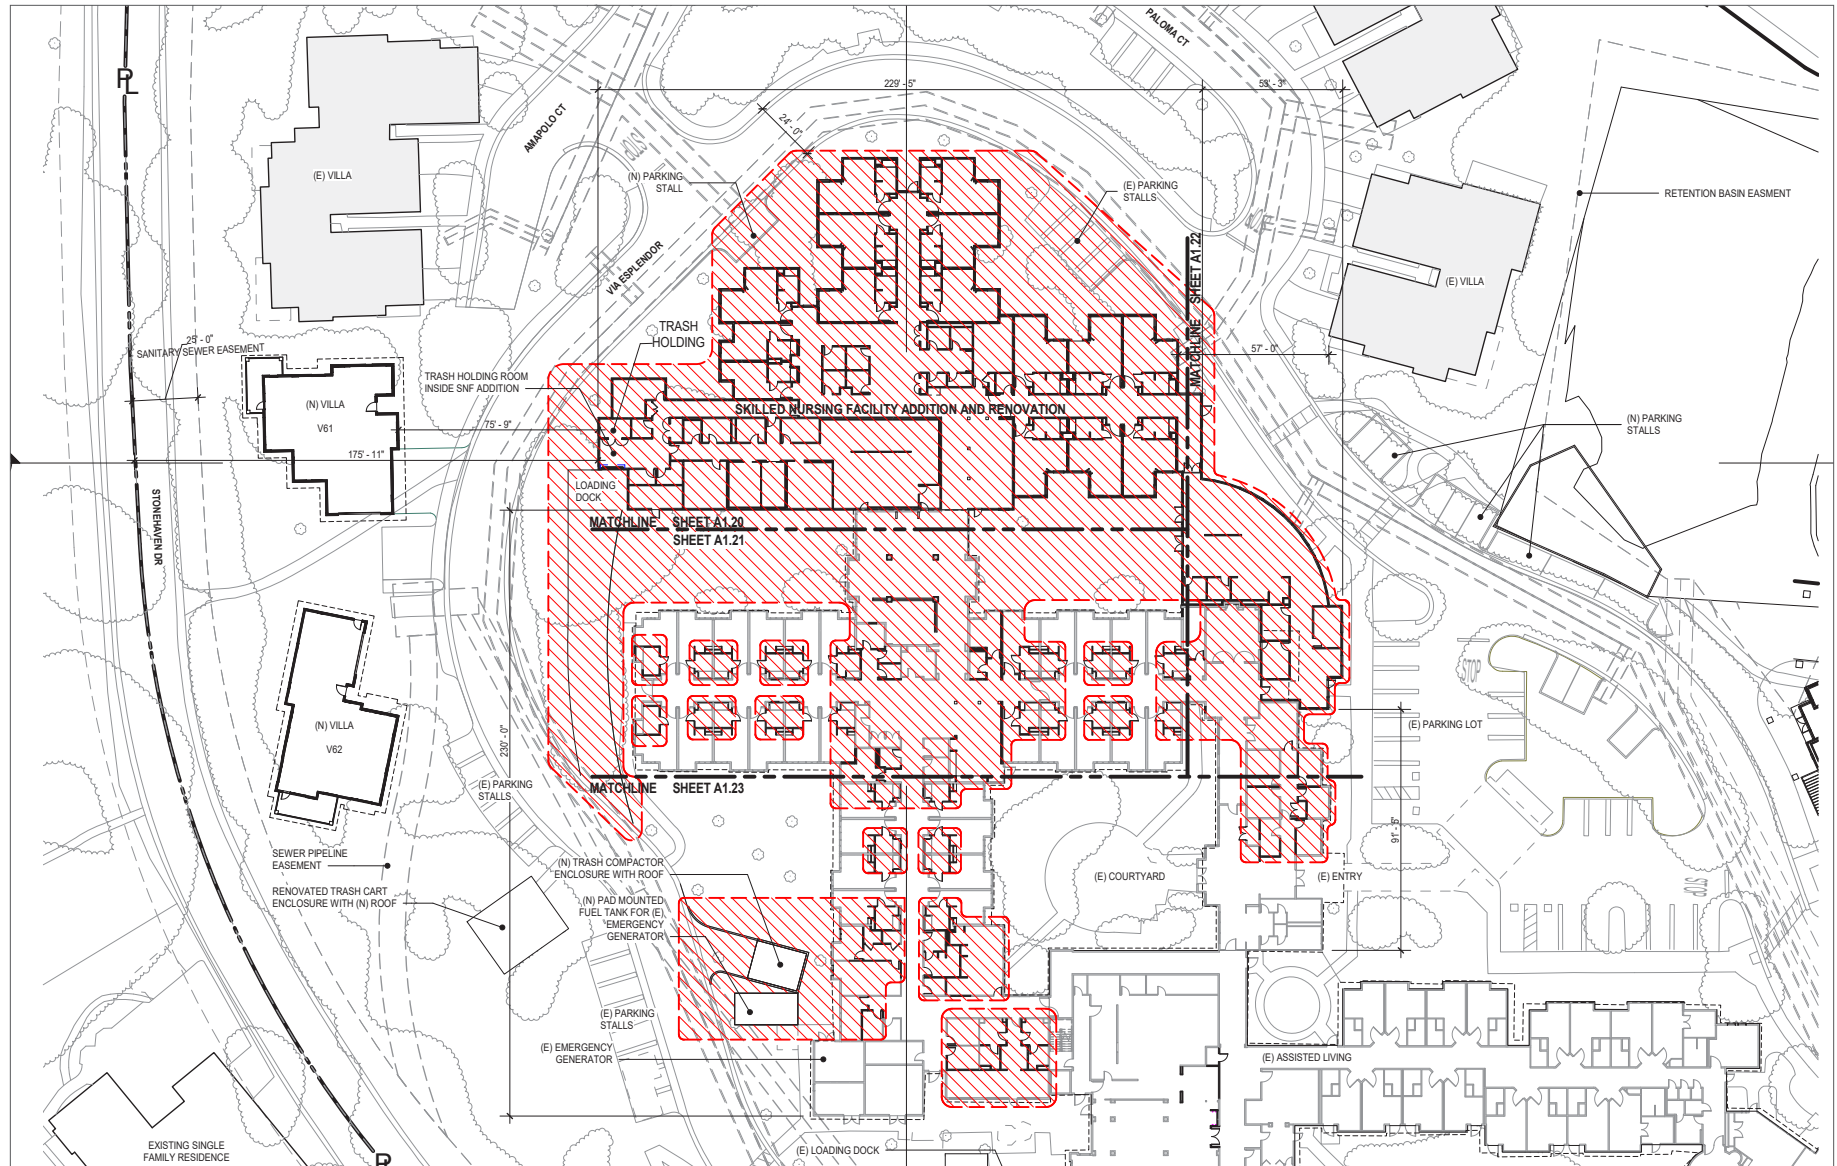 PALOMA CT
PL
229' - 5"
53' - 3"
24' - 0"
AMAPOLO CT
STOP
(E) VILLA
(N) PARKING
STALL
(E) PARKING
STALLS
RETENTION BASIN EASMENT
VIA ESPLENDOR
MATCHLINE SHEET A1.22
(E) VILLA
TRASH
HOLDING
25' - 0"
SANITARY SEWER EASEMENT
57' - 0"
TRASH HOLDING ROOM
INSIDE SNF ADDITION
(N) VILLA
V61
SKILLED NURSING FACILITY ADDITION AND RENOVATION
(N) PARKING
STALLS
75' - 9"
175' - 11"
STONEHAVEN DR
LOADING
DOCK
MATCHLINE SHEET A1.20
SHEET A1.21
STOP
(N) VILLA
V62
(E) PARKING LOT
230' - 0"
(E) PARKING
STALLS
MATCHLINE SHEET A1.23
91' - 5"
SEWER PIPELINE
EASEMENT
(N) TRASH COMPACTOR
ENCLOSURE WITH ROOF
(E) COURTYARD
(E) ENTRY
STOP
RENOVATED TRASH CART
ENCLOSURE WITH (N) ROOF
(N) PAD MOUNTED
FUEL TANK FOR (E)
EMERGENCY
GENERATOR
(E) PARKING
STALLS
(E) EMERGENCY
GENERATOR
(E) ASSISTED LIVING
EXISTING SINGLE
FAMILY RESIDENCE
(E) LOADING DOCK
PL